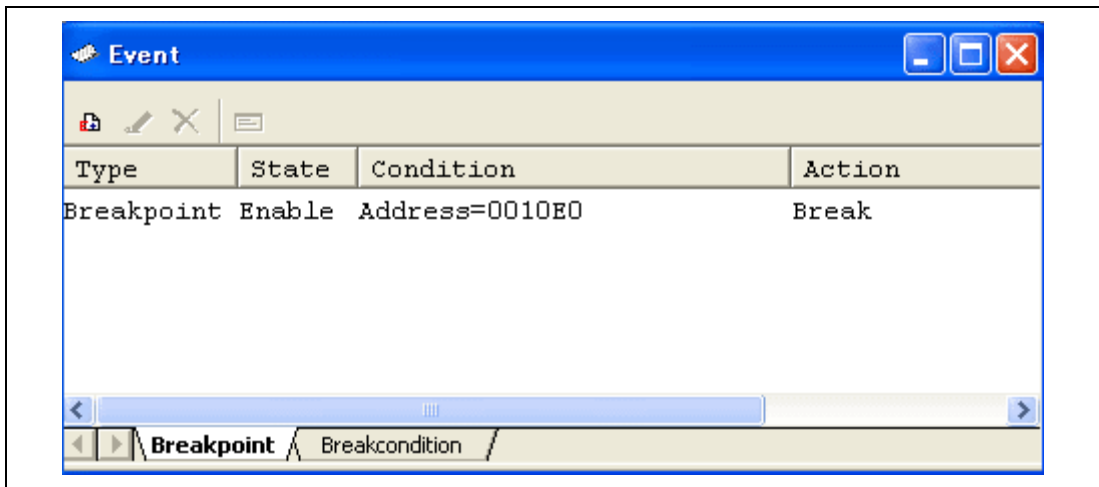 Event
Type State Condition Action
Breakpoint Enable Address=0010E0 Break
Breakpoint Breakcondition